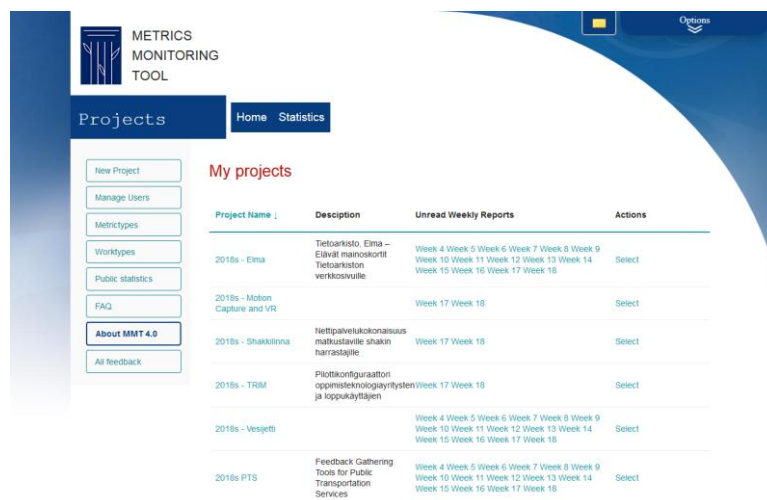 METRICS
MONITORING
TOOL
Options
Projects
Home Statistics
New Project
Manage Users
Metrictypes
Worktypes
Public statistics
FAQ
About MMT 4.0
All feedback
My projects
Project Name ↓ Desciption Unread Weekly Reports Actions
2018s - Elma
Tietoarkisto, Elma –
Elävät mainoskortit
Tietoarkiston
verkkosivuille
Week 4 Week 5 Week 6 Week 7 Week 8 Week 9
Week 10 Week 11 Week 12 Week 13 Week 14
Week 15 Week 16 Week 17 Week 18
Select
2018s - Motion
Capture and VR
Week 17 Week 18
Select
2018s - Shakkilinna
Nettipalvelukokonaisuus
matkustaville shakin
harrastajille
Week 17 Week 18
Select
2018s - TRIM
Pilottikonfiguraattori
oppimisteknologiayritysten
ja loppukäyttäjien
Week 17 Week 18
Select
2018s - Vesijetti
Week 4 Week 5 Week 6 Week 7 Week 8 Week 9
Week 10 Week 11 Week 12 Week 13 Week 14
Week 15 Week 16 Week 17 Week 18
Select
2018s PTS
Feedback Gathering
Tools for Public
Transportation
Services
Week 4 Week 5 Week 6 Week 7 Week 8 Week 9
Week 10 Week 11 Week 12 Week 13 Week 14
Week 15 Week 16 Week 17 Week 18
Select